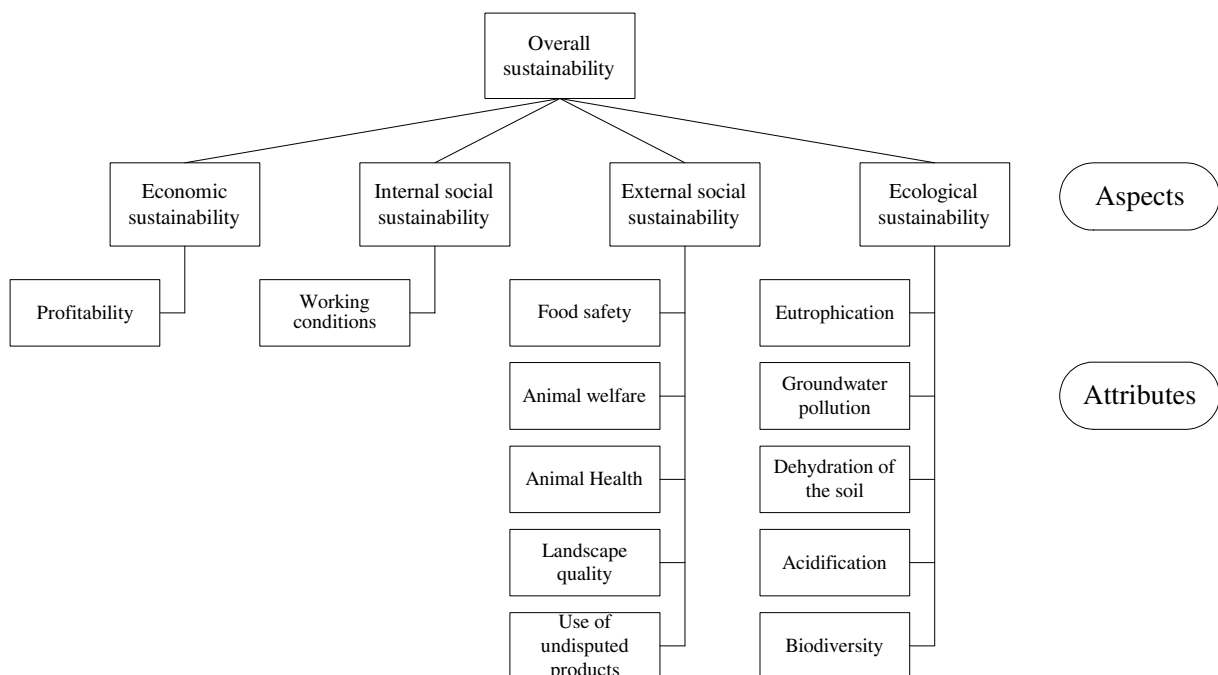 Overall
sustainability
Economic
sustainability
Internal social
sustainability
External social
sustainability
Ecological
sustainability
Aspects
Profitability
Working
conditions
Food safety
Eutrophication
Animal welfare
Groundwater
pollution
Attributes
Animal Health
Dehydration of
the soil
Landscape
quality
Acidification
Use of
undisputed
products
Biodiversity